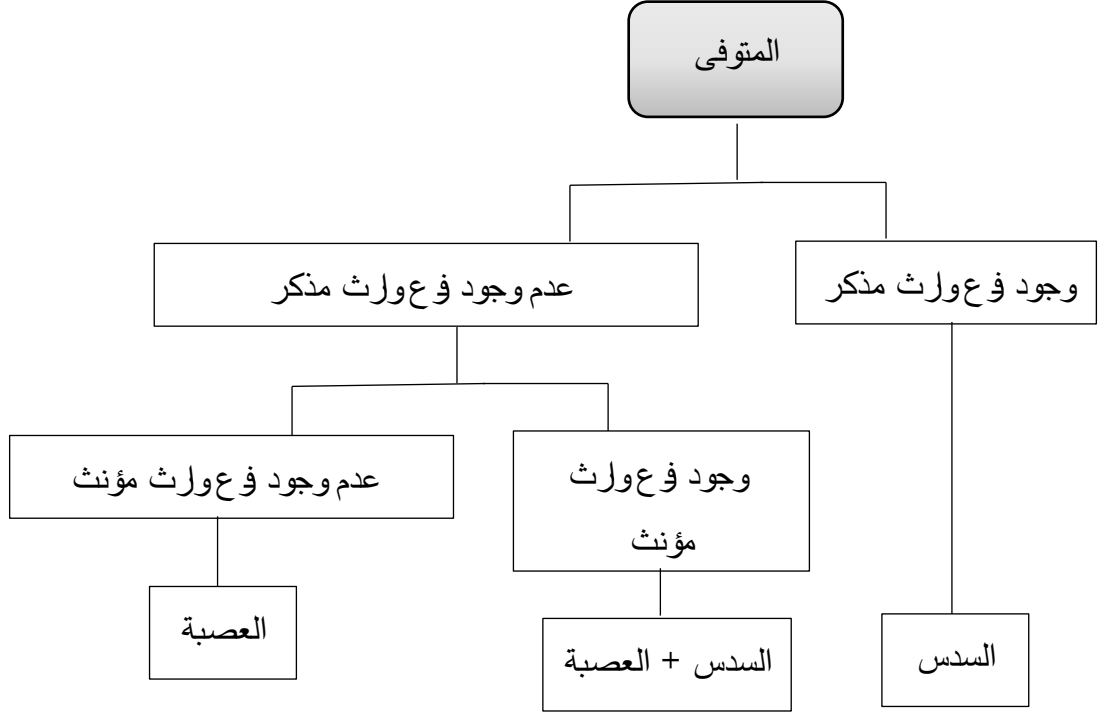 المتوفى
وجود فرع وارث مذكر
عدم وجود فرع وارث مذكر
وجود فرع وارث
مؤنث
عدم وجود فرع وارث مؤنث
السدس
السدس + العصبة
العصبة